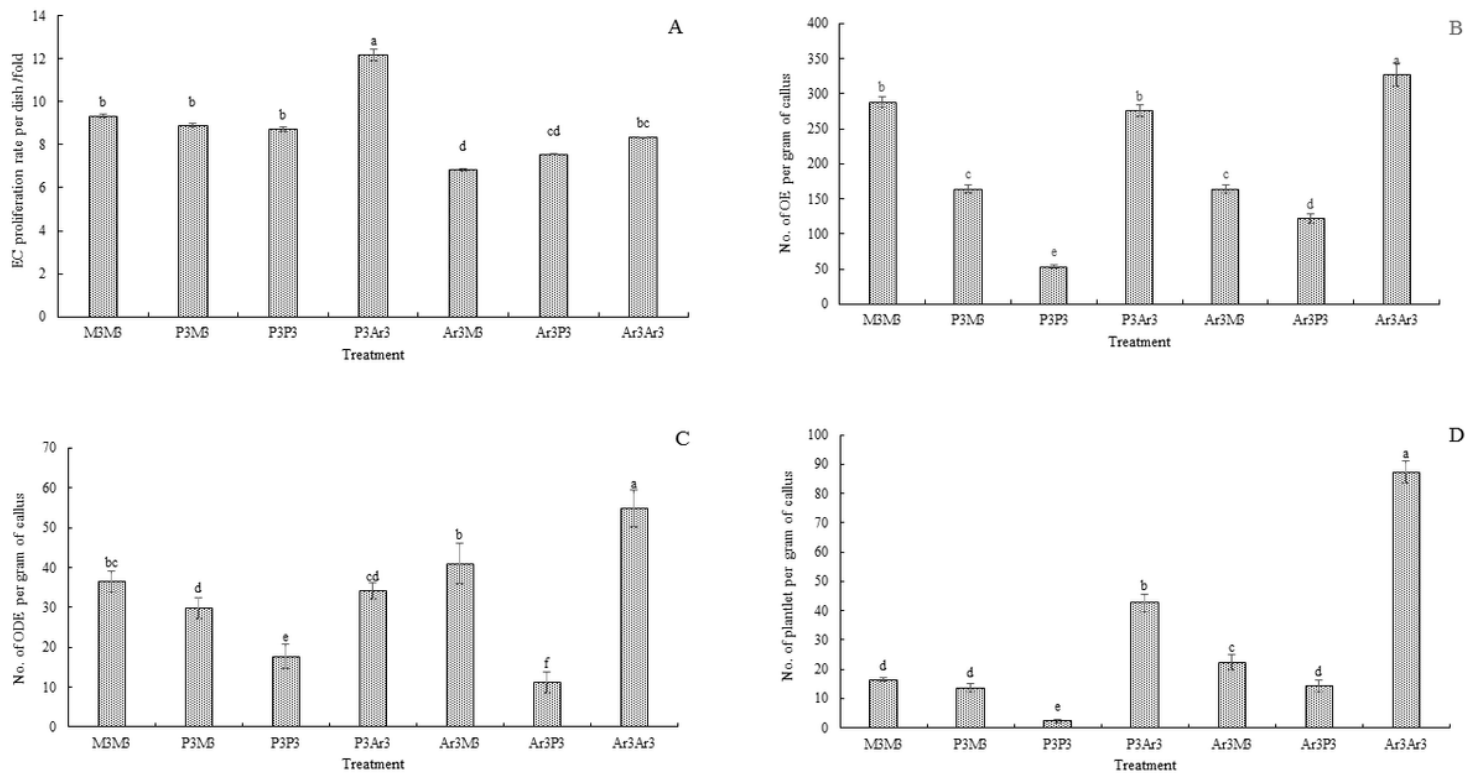 A
EC proliferation rate per dish /fold
14
12
10
8
6
4
2
0
b
b
b
a
d
cd
bc
M3M3
P3M3
P3P3
P3Ar3
Ar3M3
Ar3P3
Ar3Ar3
Treatment
B
No. of OE per gram of callus
400
350
300
250
200
150
100
50
0
b
c
e
b
c
d
a
M3M3
P3M3
P3P3
P3Ar3
Ar3M3
Ar3P3
Ar3Ar3
Treatment
C
No. of ODE per gram of callus
70
60
50
40
30
20
10
0
bc
d
e
cd
b
f
a
M3M3
P3M3
P3P3
P3Ar3
Ar3M3
Ar3P3
Ar3Ar3
Treatment
D
No. of plantlet per gram of callus
100
90
80
70
60
50
40
30
20
10
0
d
d
e
b
c
d
a
M3M3
P3M3
P3P3
P3Ar3
Ar3M3
Ar3P3
Ar3Ar3
Treatment